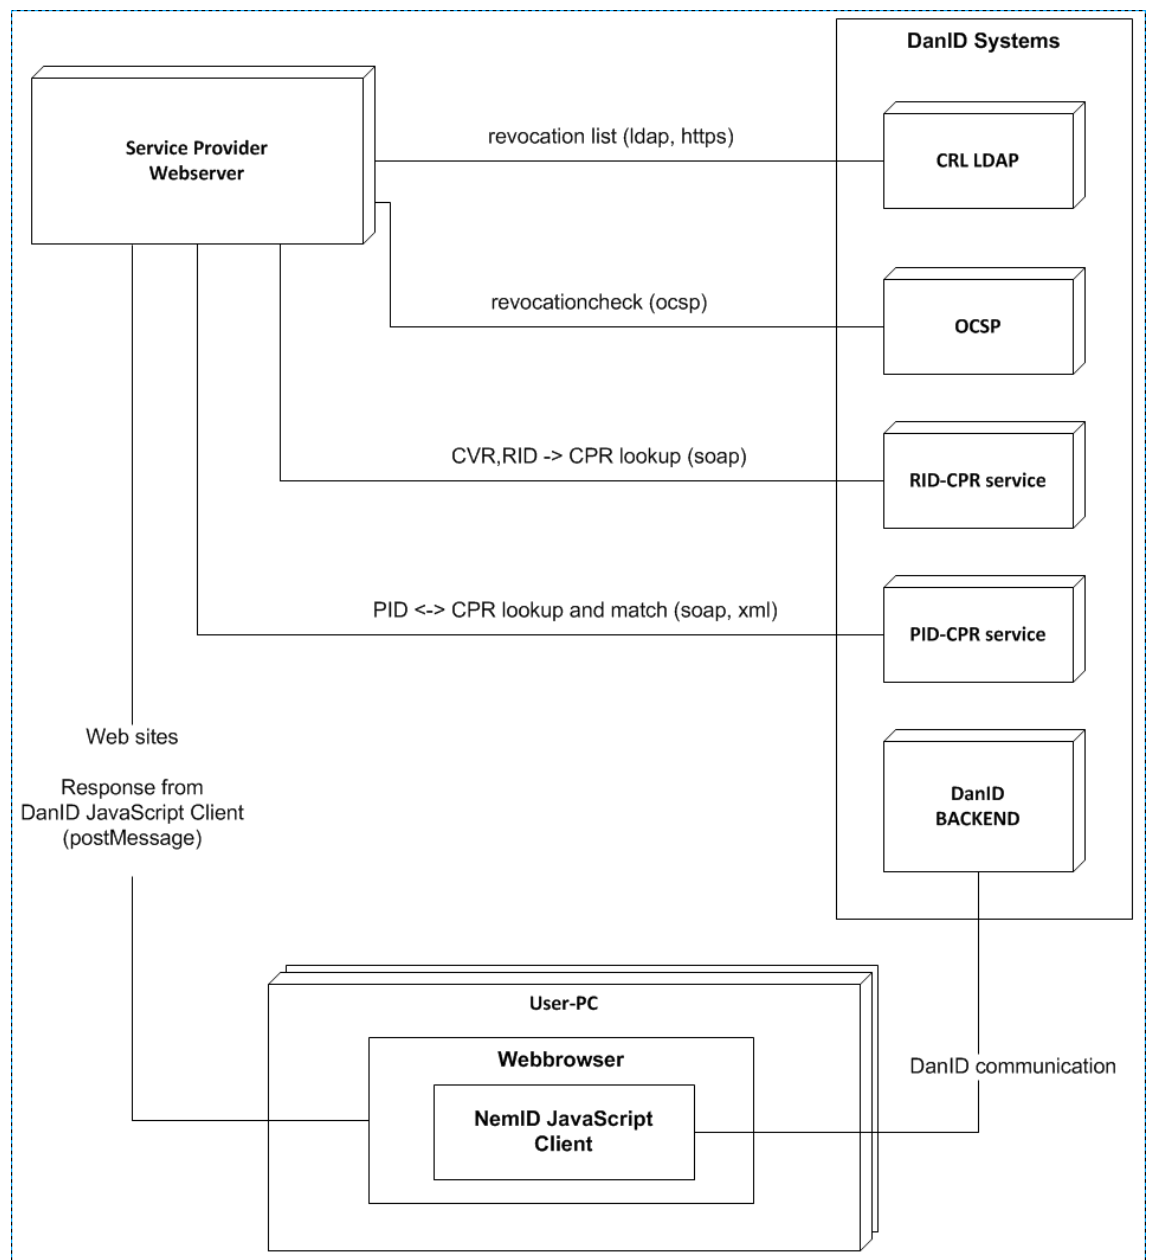 DanID Systems
Service Provider
Webserver
revocation list (ldap, https)
CRL LDAP
revocationcheck (ocsp)
OCSP
CVR,RID -> CPR lookup (soap)
RID-CPR service
PID <-> CPR lookup and match (soap, xml)
PID-CPR service
Web sites
Response from
DanID JavaScript Client
(postMessage)
DanID
BACKEND
User-PC
Webbrowser
NemID JavaScript
Client
DanID communication